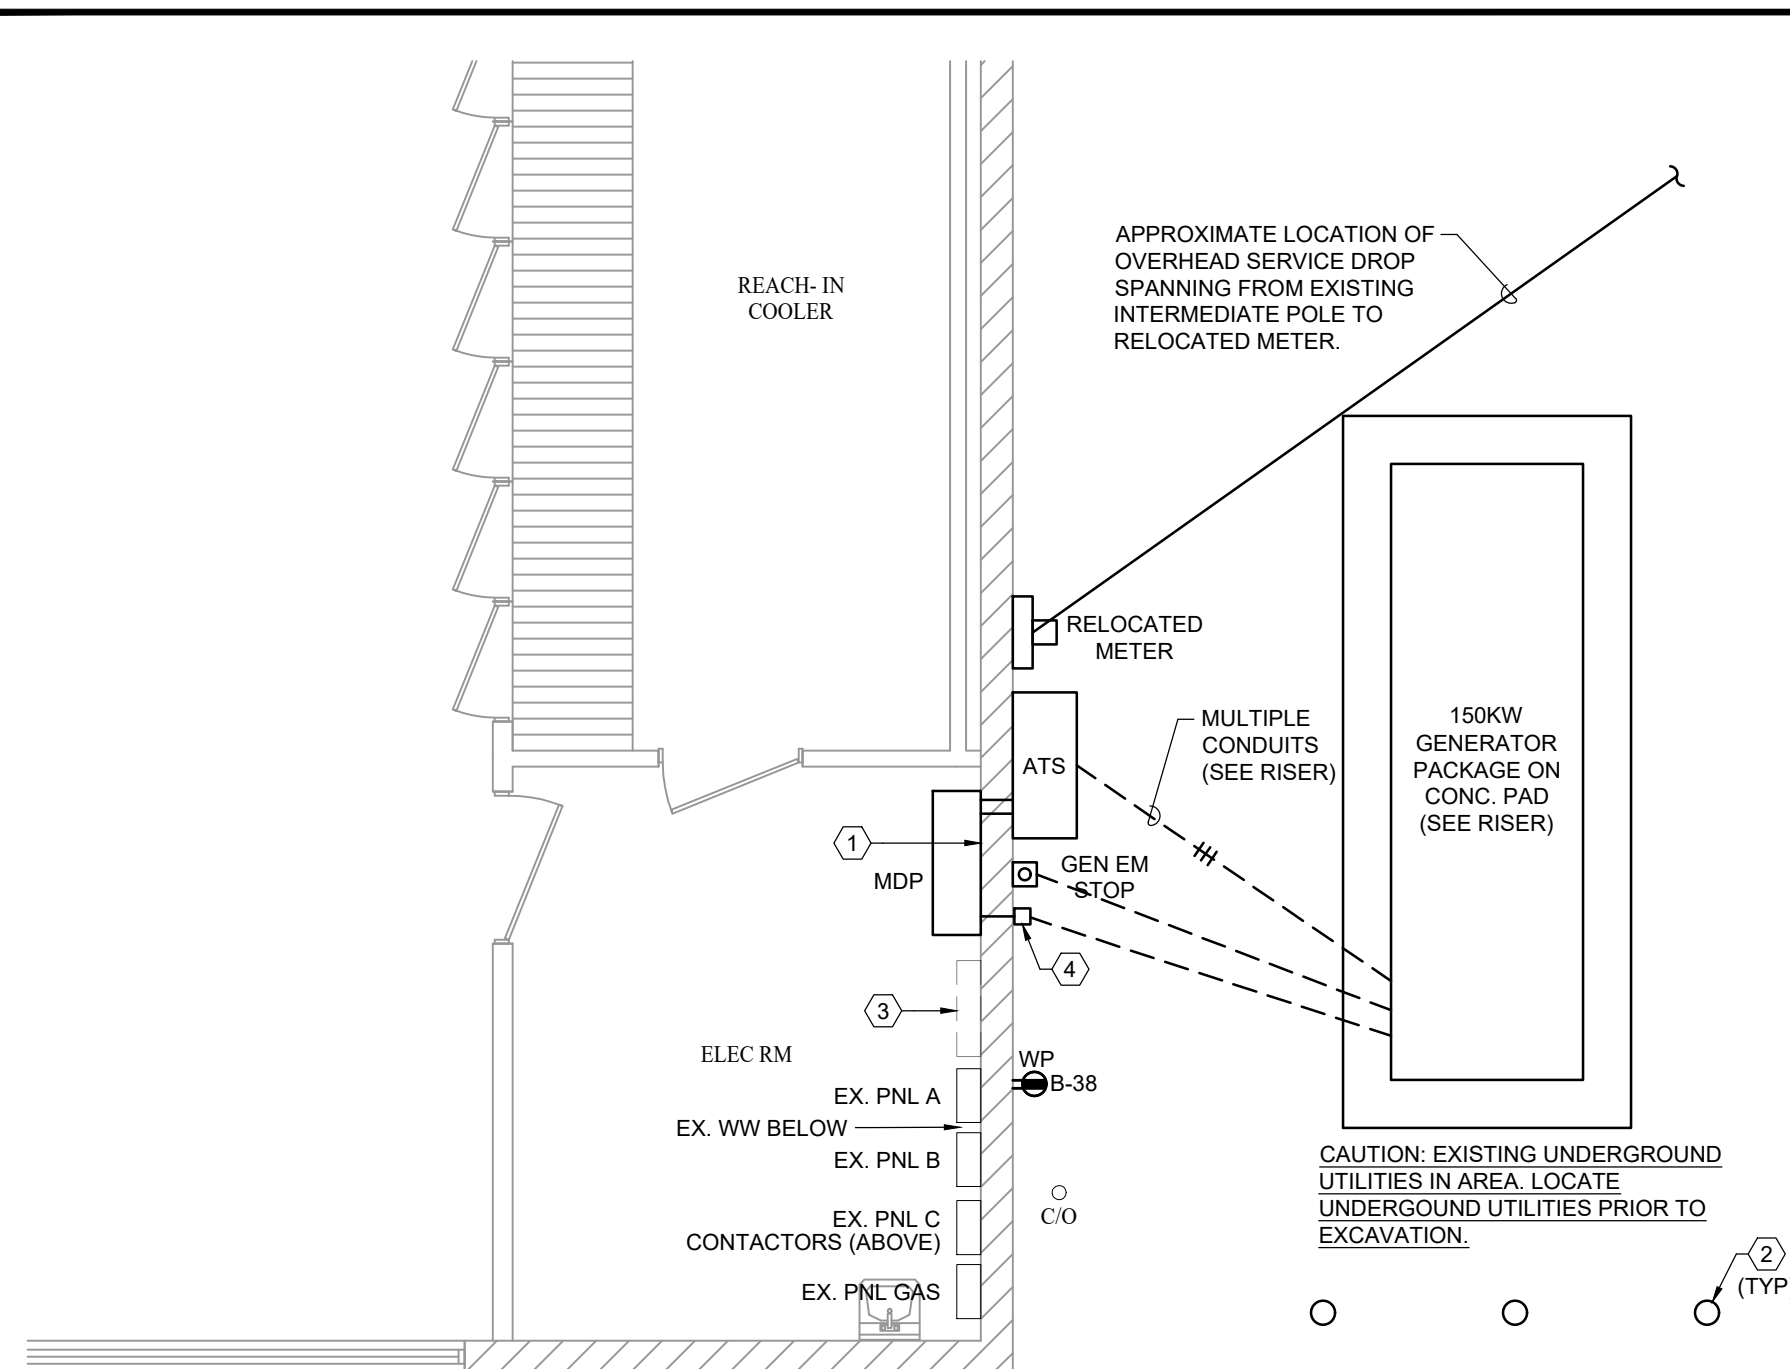 REACH- IN
COOLER
APPROXIMATE LOCATION OF
OVERHEAD SERVICE DROP
SPANNING FROM EXISTING
INTERMEDIATE POLE TO
RELOCATED METER.
RELOCATED
METER
MULTIPLE
CONDUITS
(SEE RISER)
150KW
GENERATOR
PACKAGE ON
CONC. PAD
(SEE RISER)
ATS
1
MDP
GEN EM
STOP
4
3
ELEC RM
WP
B-38
EX. PNL A
EX. WW BELOW
EX. PNL B
EX. PNL C
CONTACTORS (ABOVE)
EX. PNL GAS
C/O
CAUTION: EXISTING UNDERGROUND
UTILITIES IN AREA. LOCATE
UNDERGOUND UTILITIES PRIOR TO
EXCAVATION.
2
(TYP